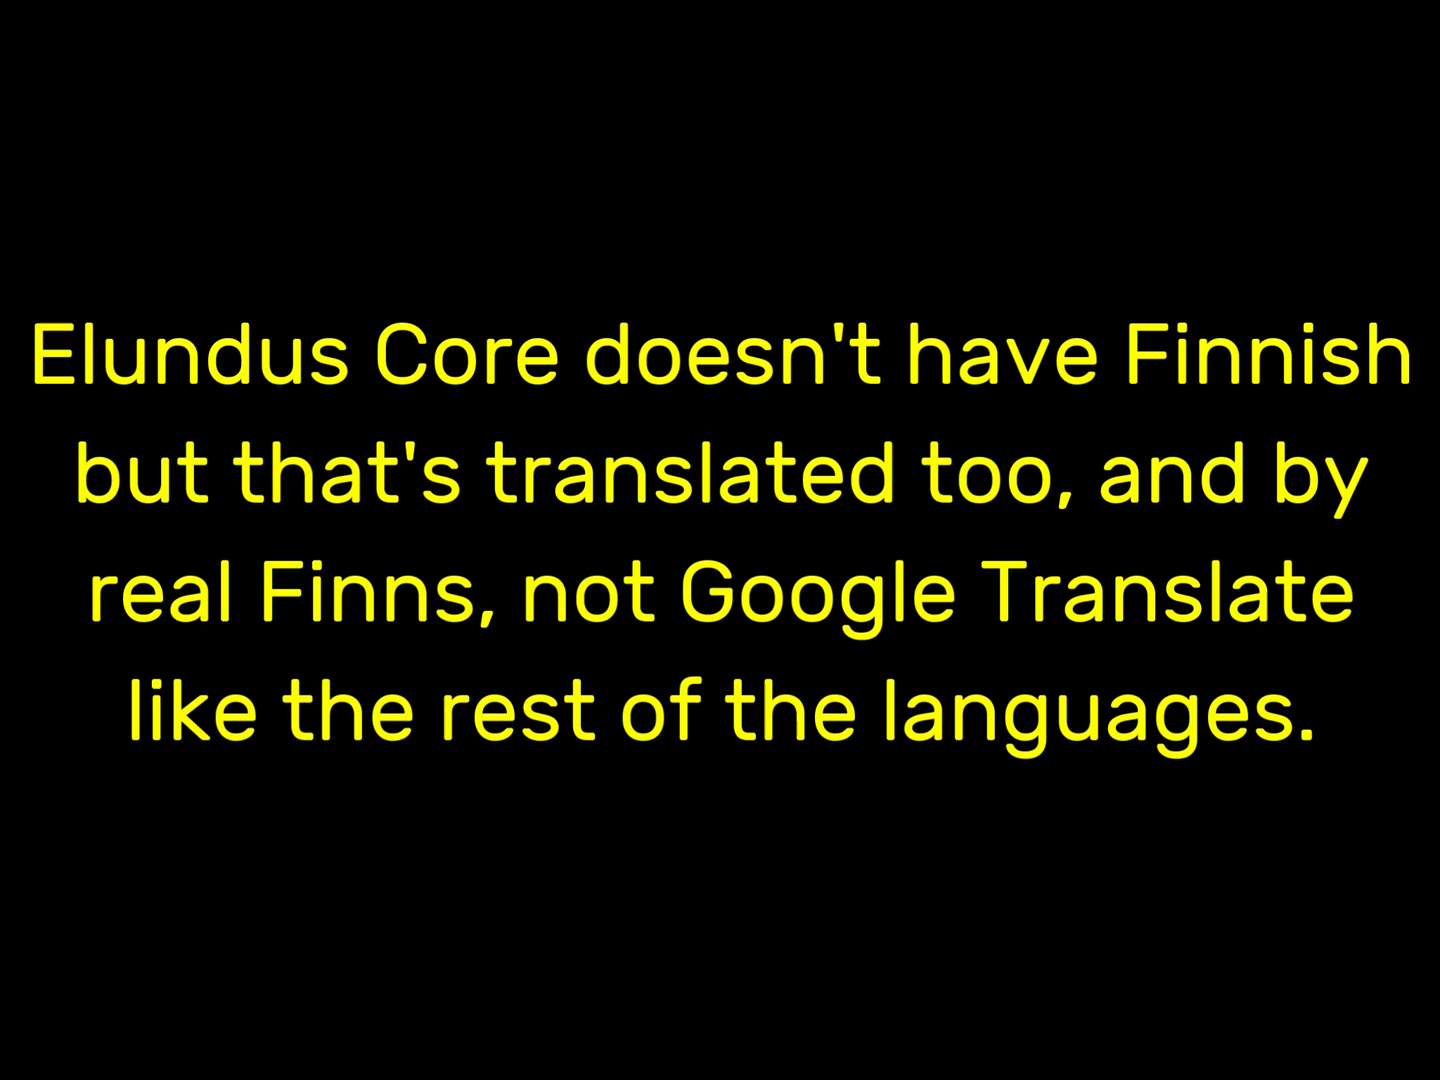 Elundus Core doesn't have Finnish
but that's translated too, and by
real Finns, not Google Translate
like the rest of the languages.